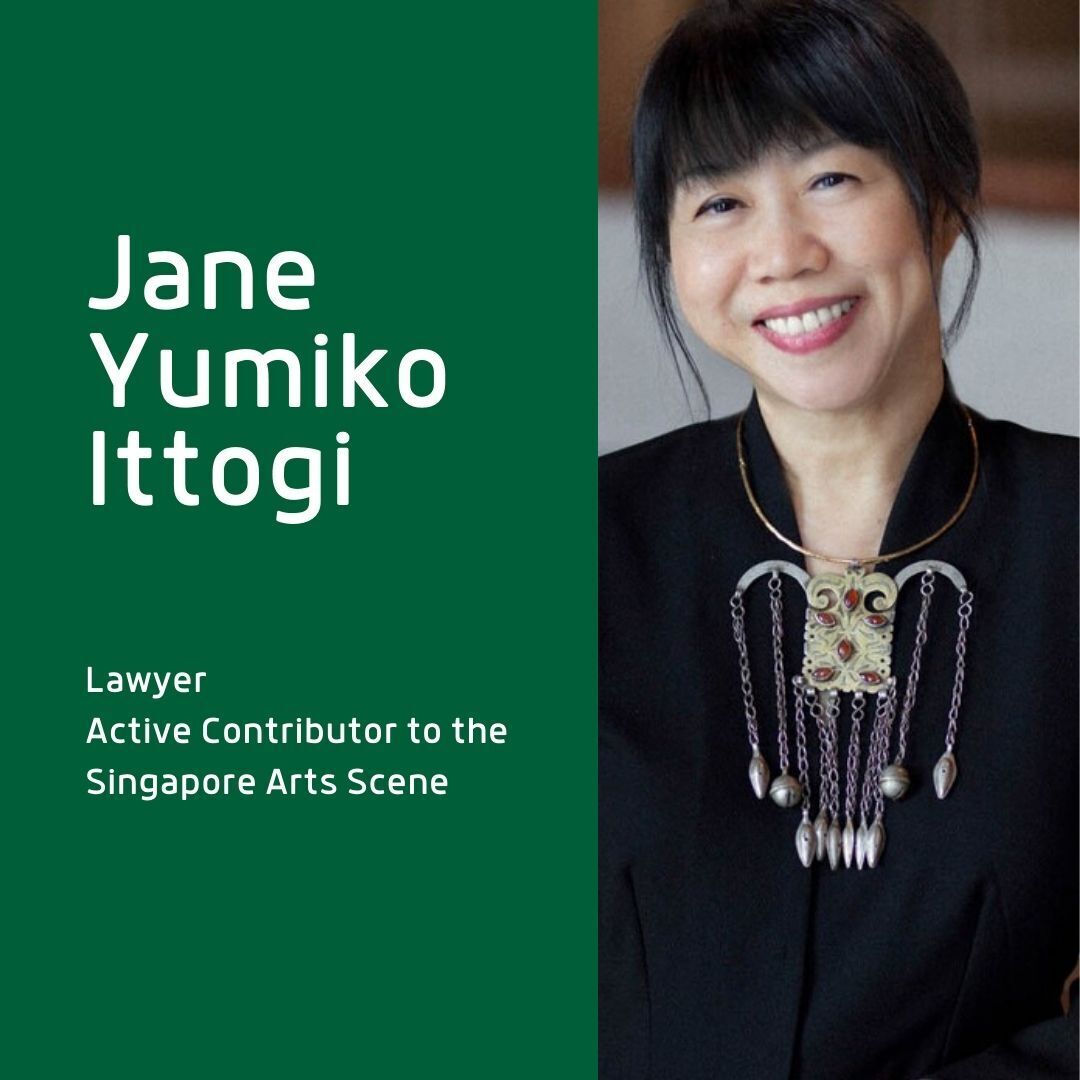 Jane
Yumiko
Ittogi
Lawyer
Active Contributor to the
Singapore Arts Scene